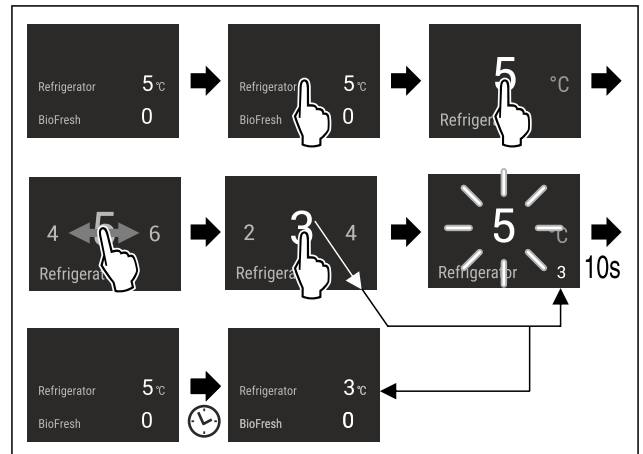 Refrigerator 5 °C
BioFresh 0
Refrigerator 5 °C
BioFresh 0
5 °C
Refriger
4 5 6
Refrigera
2 3 4
Refrigera
5 °C
Refrigerator 3
10s
Refrigerator 5 °C
BioFresh 0
Refrigerator 3 °C
BioFresh 0